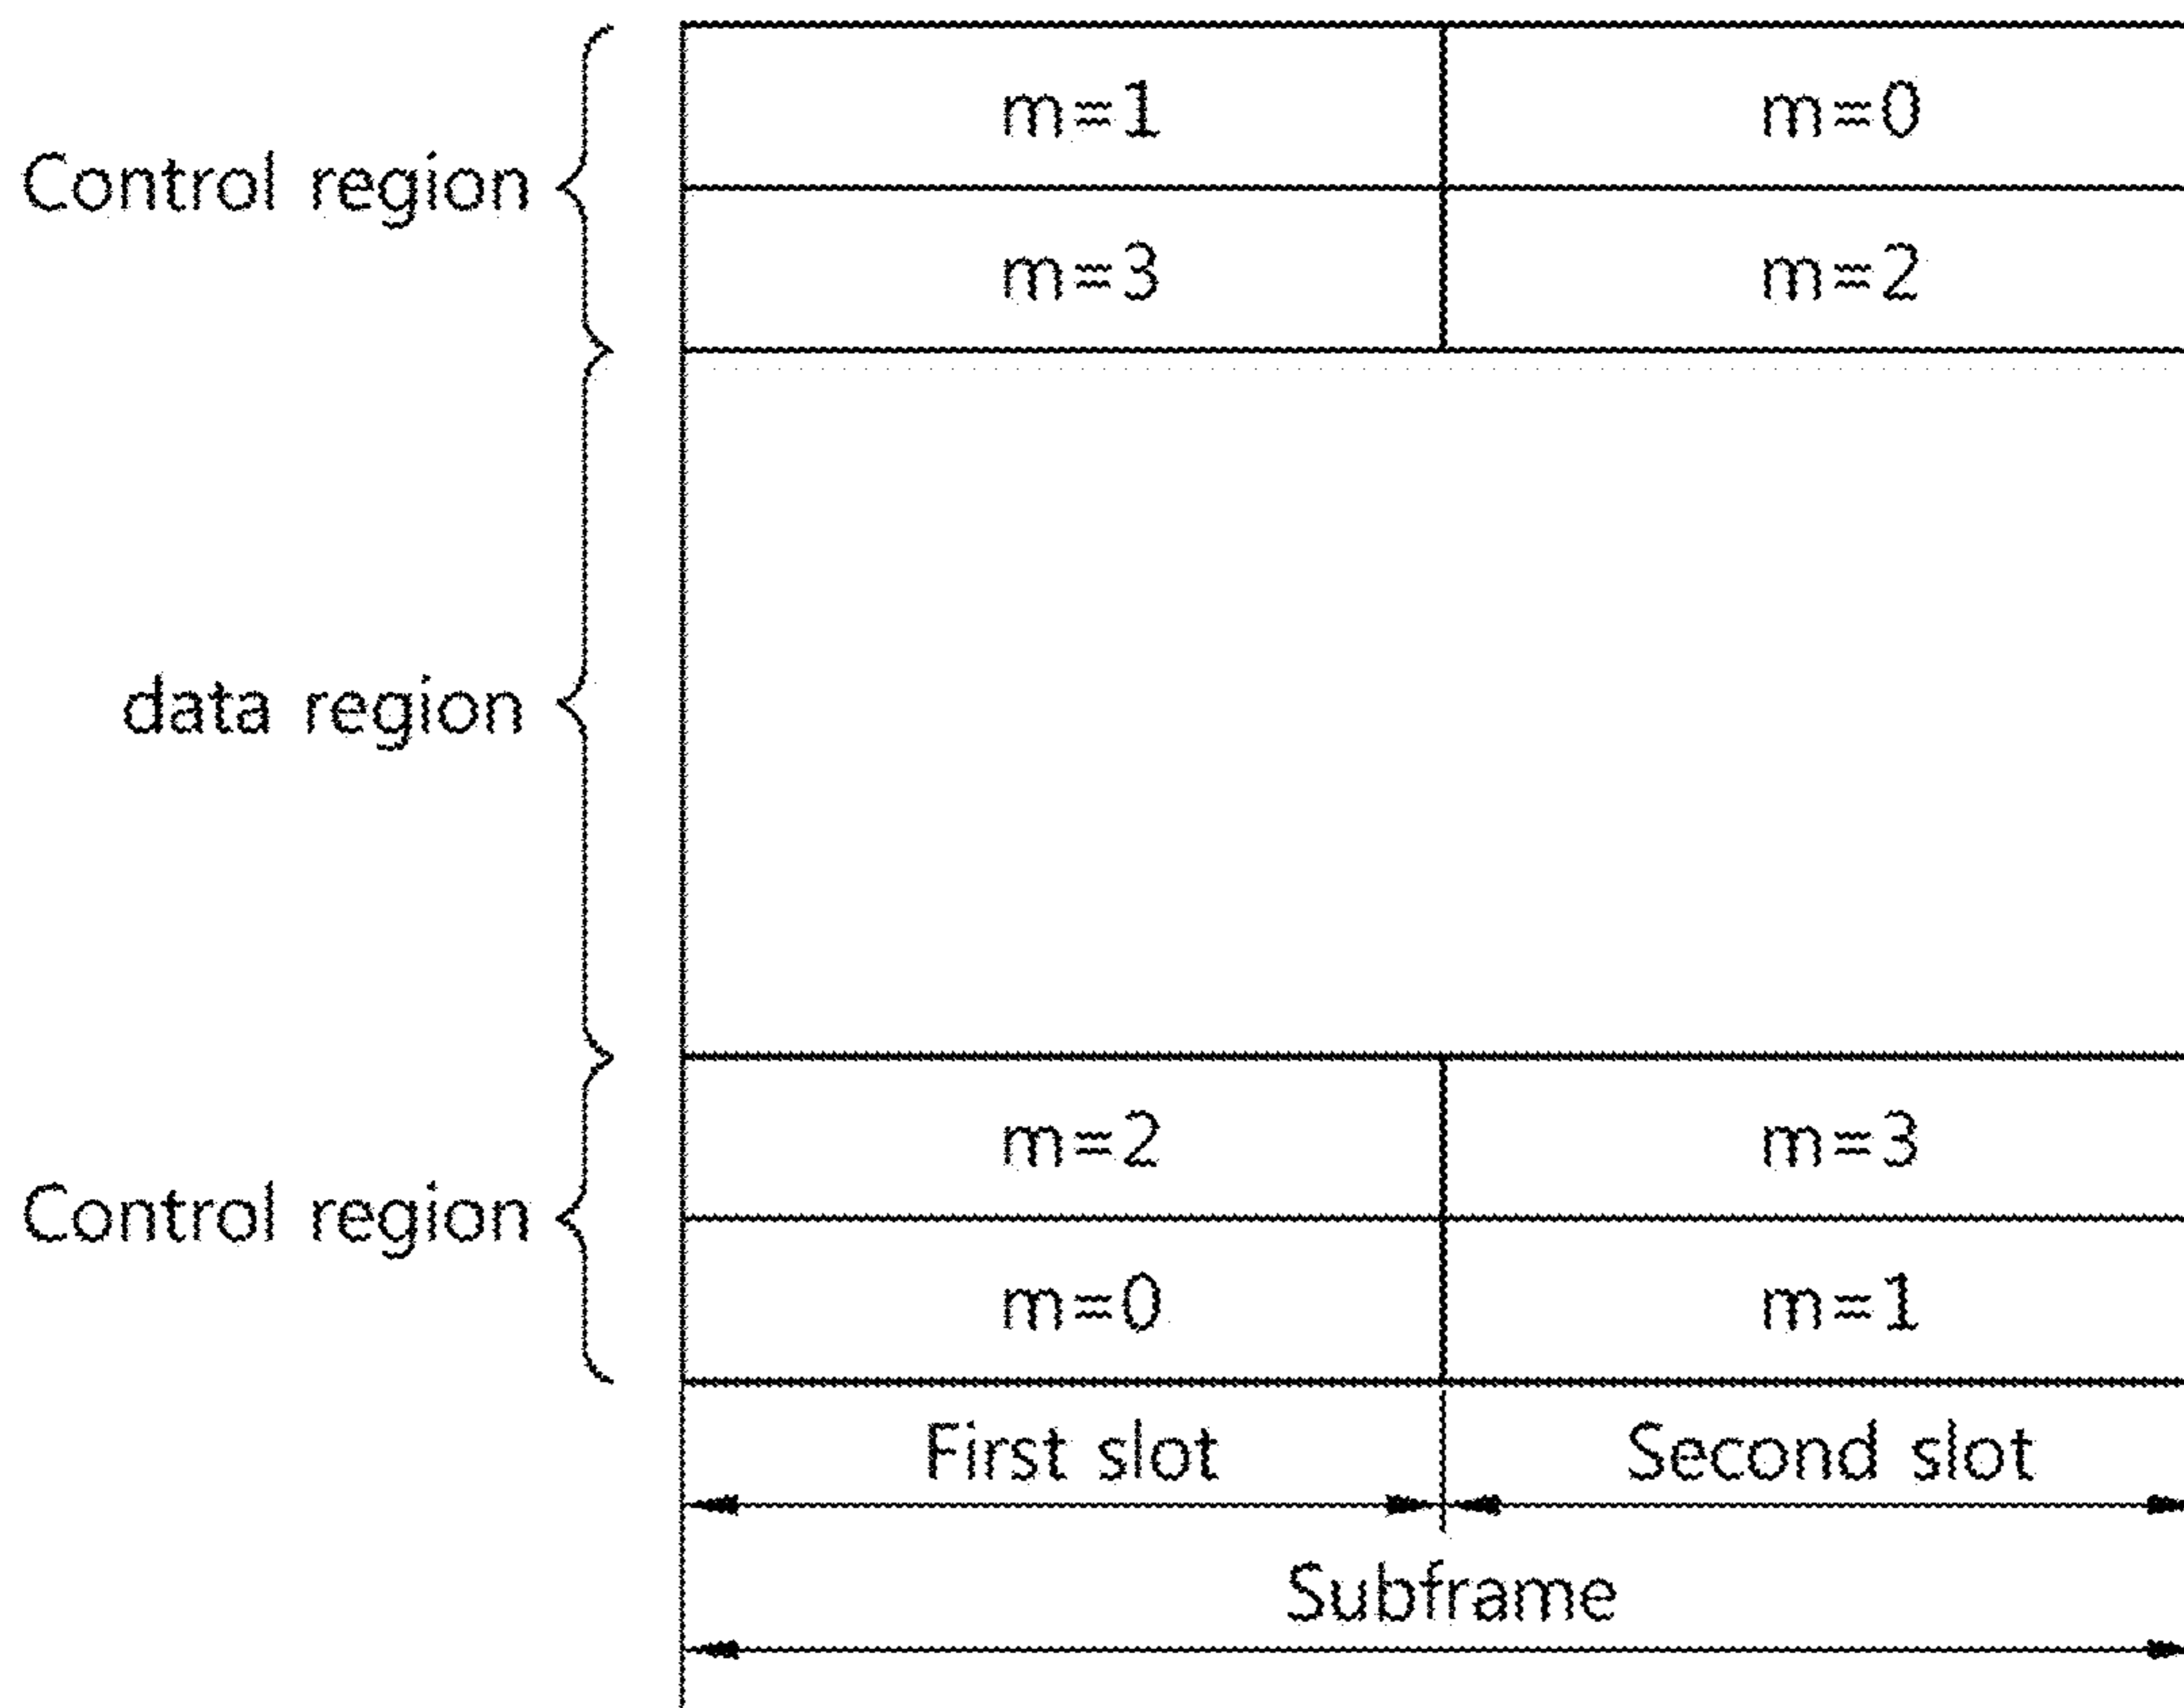 m=1 m=0
Control region
m=3 m=2
data region
m=2 m=3
Control region
m=0 m=1
First slot Second slot
Subframe